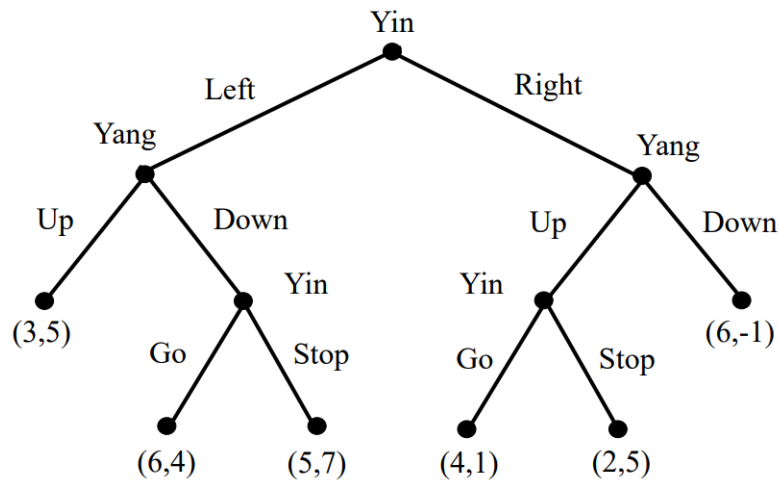 Yin
Left
Right
Yang
Yang
Up
Down
Up
Down
Yin
Yin
(3,5)
(6,-1)
Go
Stop
Go
Stop
(6,4)
(5,7)
(4,1)
(2,5)